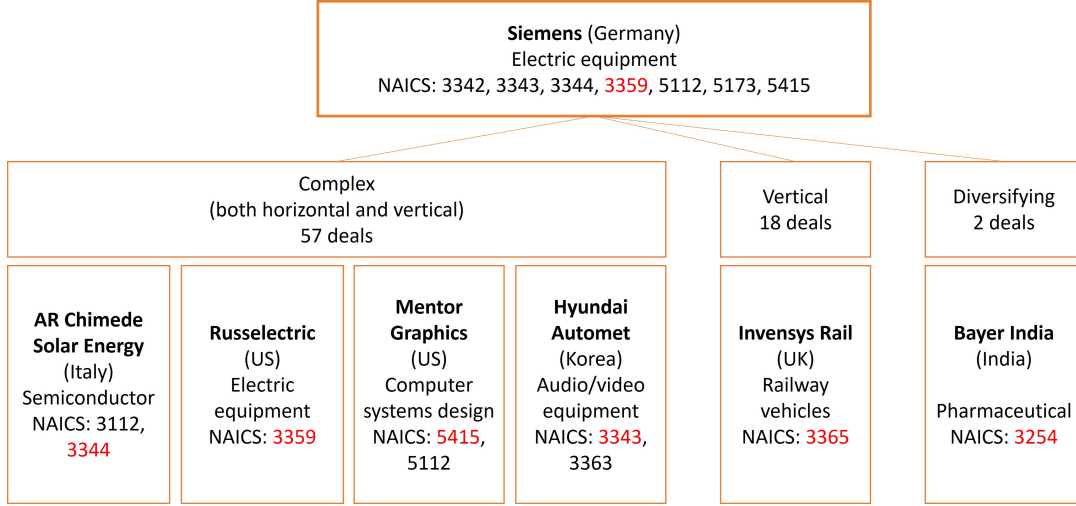 Siemens (Germany)
Electric equipment
NAICS: 3342, 3343, 3344, 3359, 5112, 5173, 5415
Complex
(both horizontal and vertical)
57 deals
Vertical
18 deals
Diversifying
2 deals
AR Chimede
Solar Energy
(Italy)
Semiconductor
NAICS: 3112,
3344
Russelectric
(US)
Electric
equipment
NAICS: 3359
Mentor
Graphics
(US)
Computer
systems design
NAICS: 5415,
5112
Hyundai
Automet
(Korea)
Audio/video
equipment
NAICS: 3343,
3363
Invensys Rail
(UK)
Railway
vehicles
NAICS: 3365
Bayer India
(India)
Pharmaceutical
NAICS: 3254